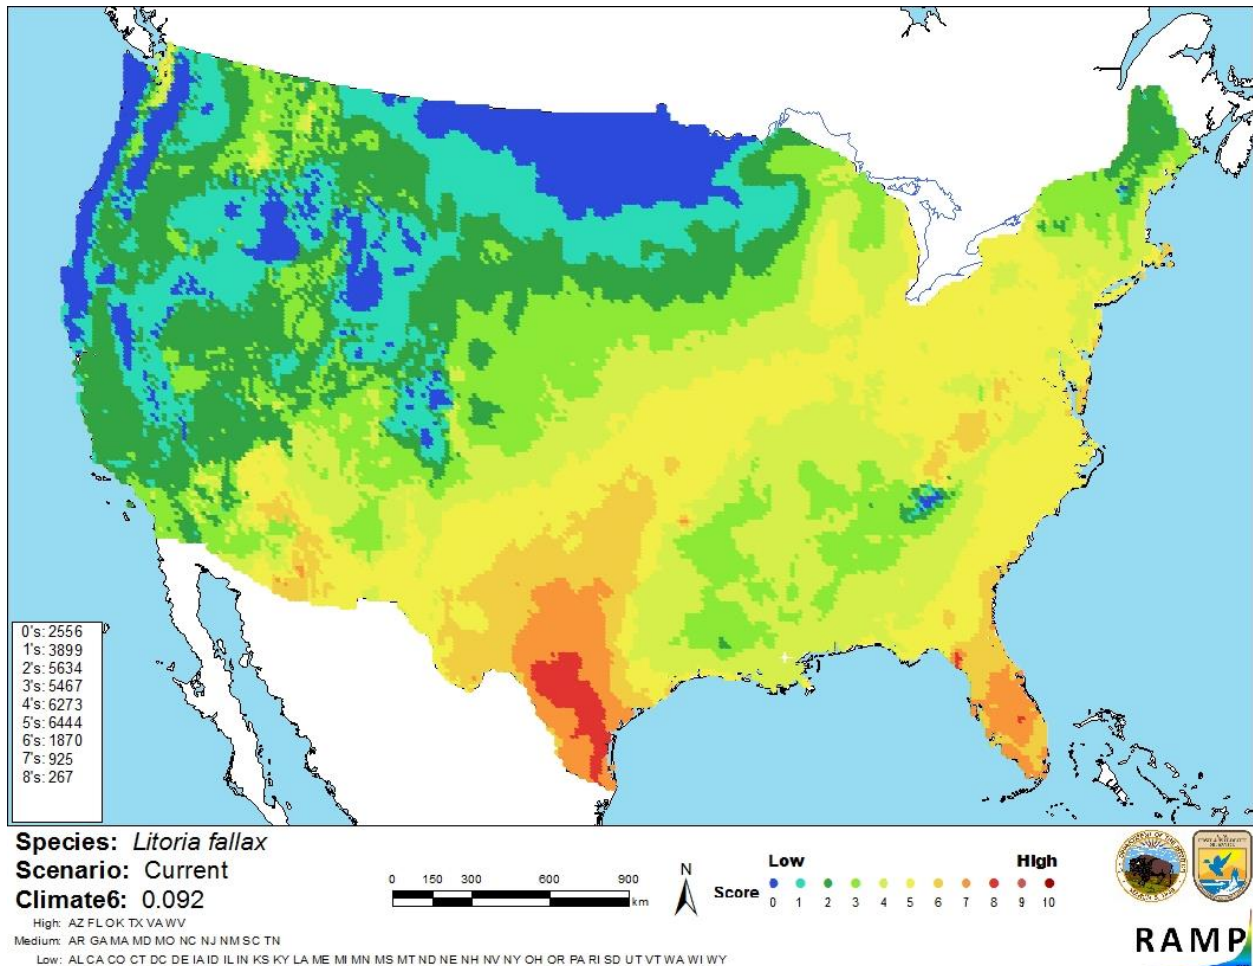 0's: 2556
1's: 3899
2's: 5634
3's: 5467
4's: 6273
5's: 6444
6's: 1870
7's: 925
8's: 267
Species: Litoria fallax
Scenario: Current
Climate6: 0.092
High: AZ FL OK TX VA WV
Medium: AR GA MA MD MO NC NJ NM SC TN
Low: AL CA CO CT DC DE IA ID IL IN KS KY LA ME MI MN MS MT ND NE NH NV NY OH OR PA RI SD UT VT WA WI WY
0 150 300 600 900
km
N
Low High
Score 0 1 2 3 4 5 6 7 8 9 10
RAMP